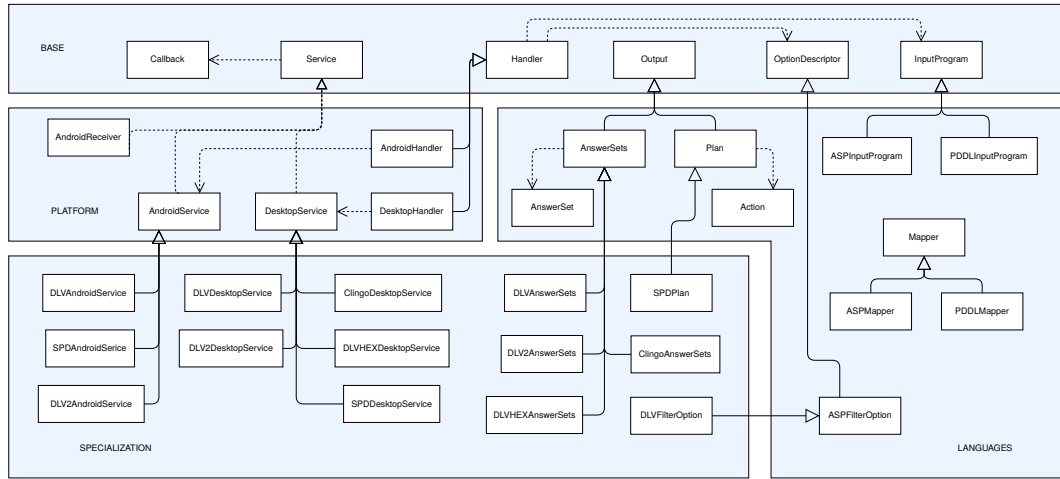 BASE
Callback
Service
Handler
Output
OptionDescriptor
InputProgram
AndroidReceiver
AndroidHandler
AnswerSets
Plan
ASPInputProgram
PDDLInputProgram
PLATFORM
AndroidService
DesktopService
DesktopHandler
AnswerSet
Action
Mapper
DLVAndroidService
DLVDesktopService
ClingoDesktopService
DLVAnswerSets
SPDPlan
ASPMapper
PDDLMapper
SPDAndroidSerice
DLV2DesktopService
DLVHEXDesktopService
DLV2AnswerSets
ClingoAnswerSets
DLV2AndroidService
SPDDesktopService
DLVHEXAnswerSets
DLVFilterOption
ASPFilterOption
SPECIALIZATION
LANGUAGES